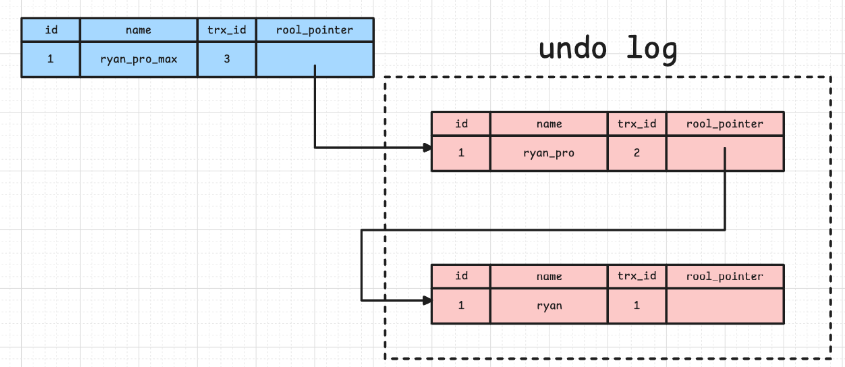 id name trx_id rool_pointer
1 ryan_pro_max 3
undo log
id name trx_id rool_pointer
1 ryan_pro 2
id name trx_id rool_pointer
1 ryan 1